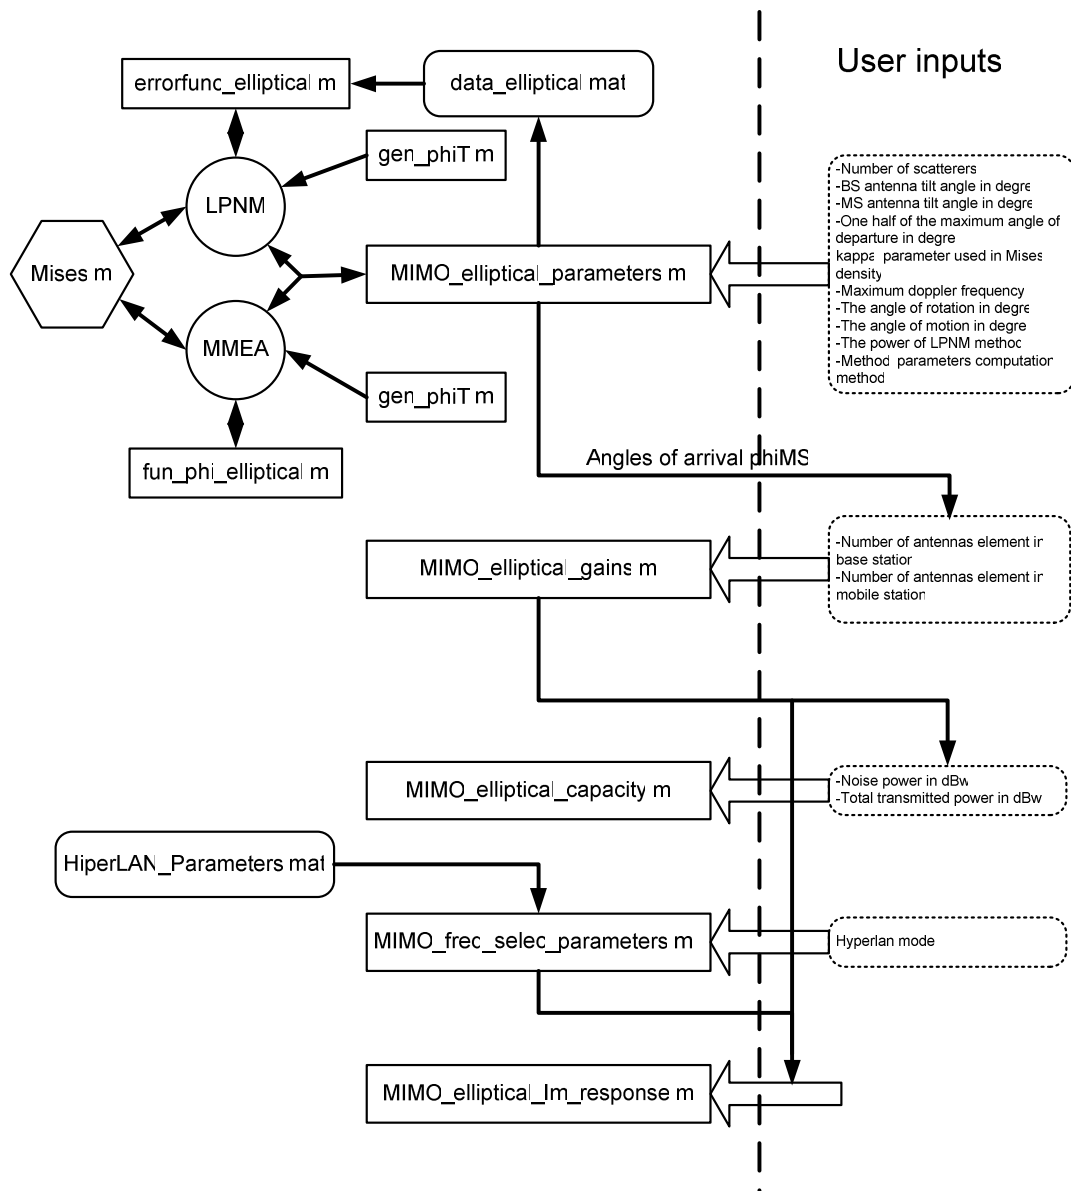 User inputs
errorfunc_elliptical m
data_elliptical mat
gen_phiT m
LPNM
Mises m
MIMO_elliptical_parameters m
-Number of scatterers
-BS antenna tilt angle in degre
-MS antenna tilt angle in degre
-One half of the maximum angle of
departure in degre
kappa parameter used in Mises
density
-Maximum doppler frequency
-The angle of rotation in degre
-The angle of motion in degre
-The power of LPNM method
-Method parameters computation
method
MMEA
gen_phiT m
fun_phi_elliptical m
Angles of arrival phiMS
MIMO_elliptical_gains m
-Number of antennas element in
base station
-Number of antennas element in
mobile station
MIMO_elliptical_capacity m
-Noise power in dBw
-Total transmitted power in dBw
HiperLAN_Parameters mat
MIMO_frec_selec_parameters m
Hyperlan mode
MIMO_elliptical_Im_response m